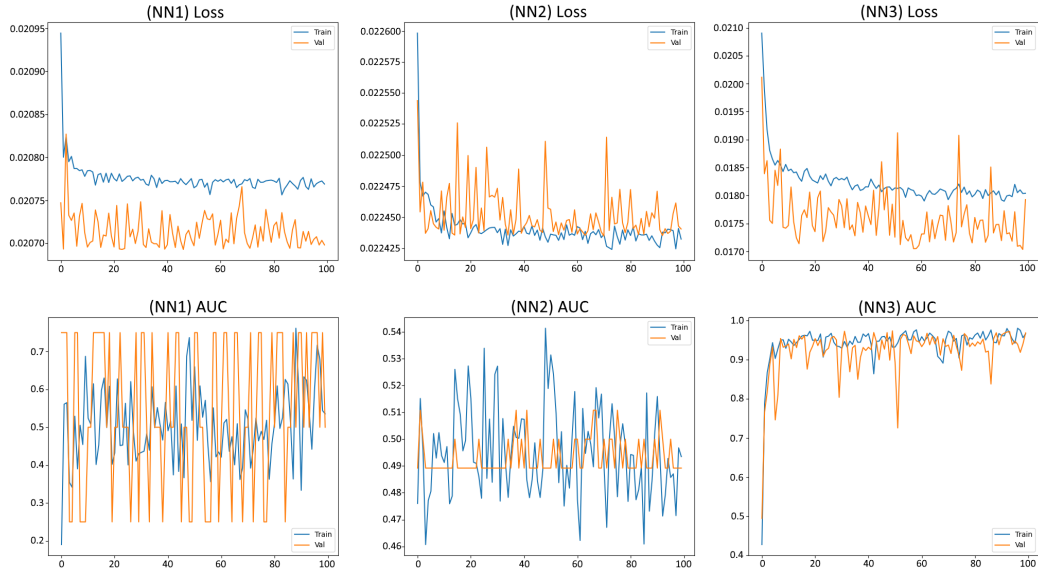 (NN1) Loss
0.02095
0.02090
0.02085
0.02080
0.02075
0.02070
0 20 40 60 80 100
Train
Val
(NN2) Loss
0.022600
0.022575
0.022550
0.022525
0.022500
0.022475
0.022450
0.022425
0 20 40 60 80 100
Train
Val
(NN3) Loss
0.0210
0.0205
0.0200
0.0195
0.0190
0.0185
0.0180
0.0175
0.0170
0 20 40 60 80 100
Train
Val
(NN1) AUC
0.7
0.6
0.5
0.4
0.3
0.2
0 20 40 60 80 100
Train
Val
(NN2) AUC
0.54
0.53
0.52
0.51
0.50
0.49
0.48
0.47
0.46
0 20 40 60 80 100
Train
Val
(NN3) AUC
1.0
0.9
0.8
0.7
0.6
0.5
0.4
0 20 40 60 80 100
Train
Val